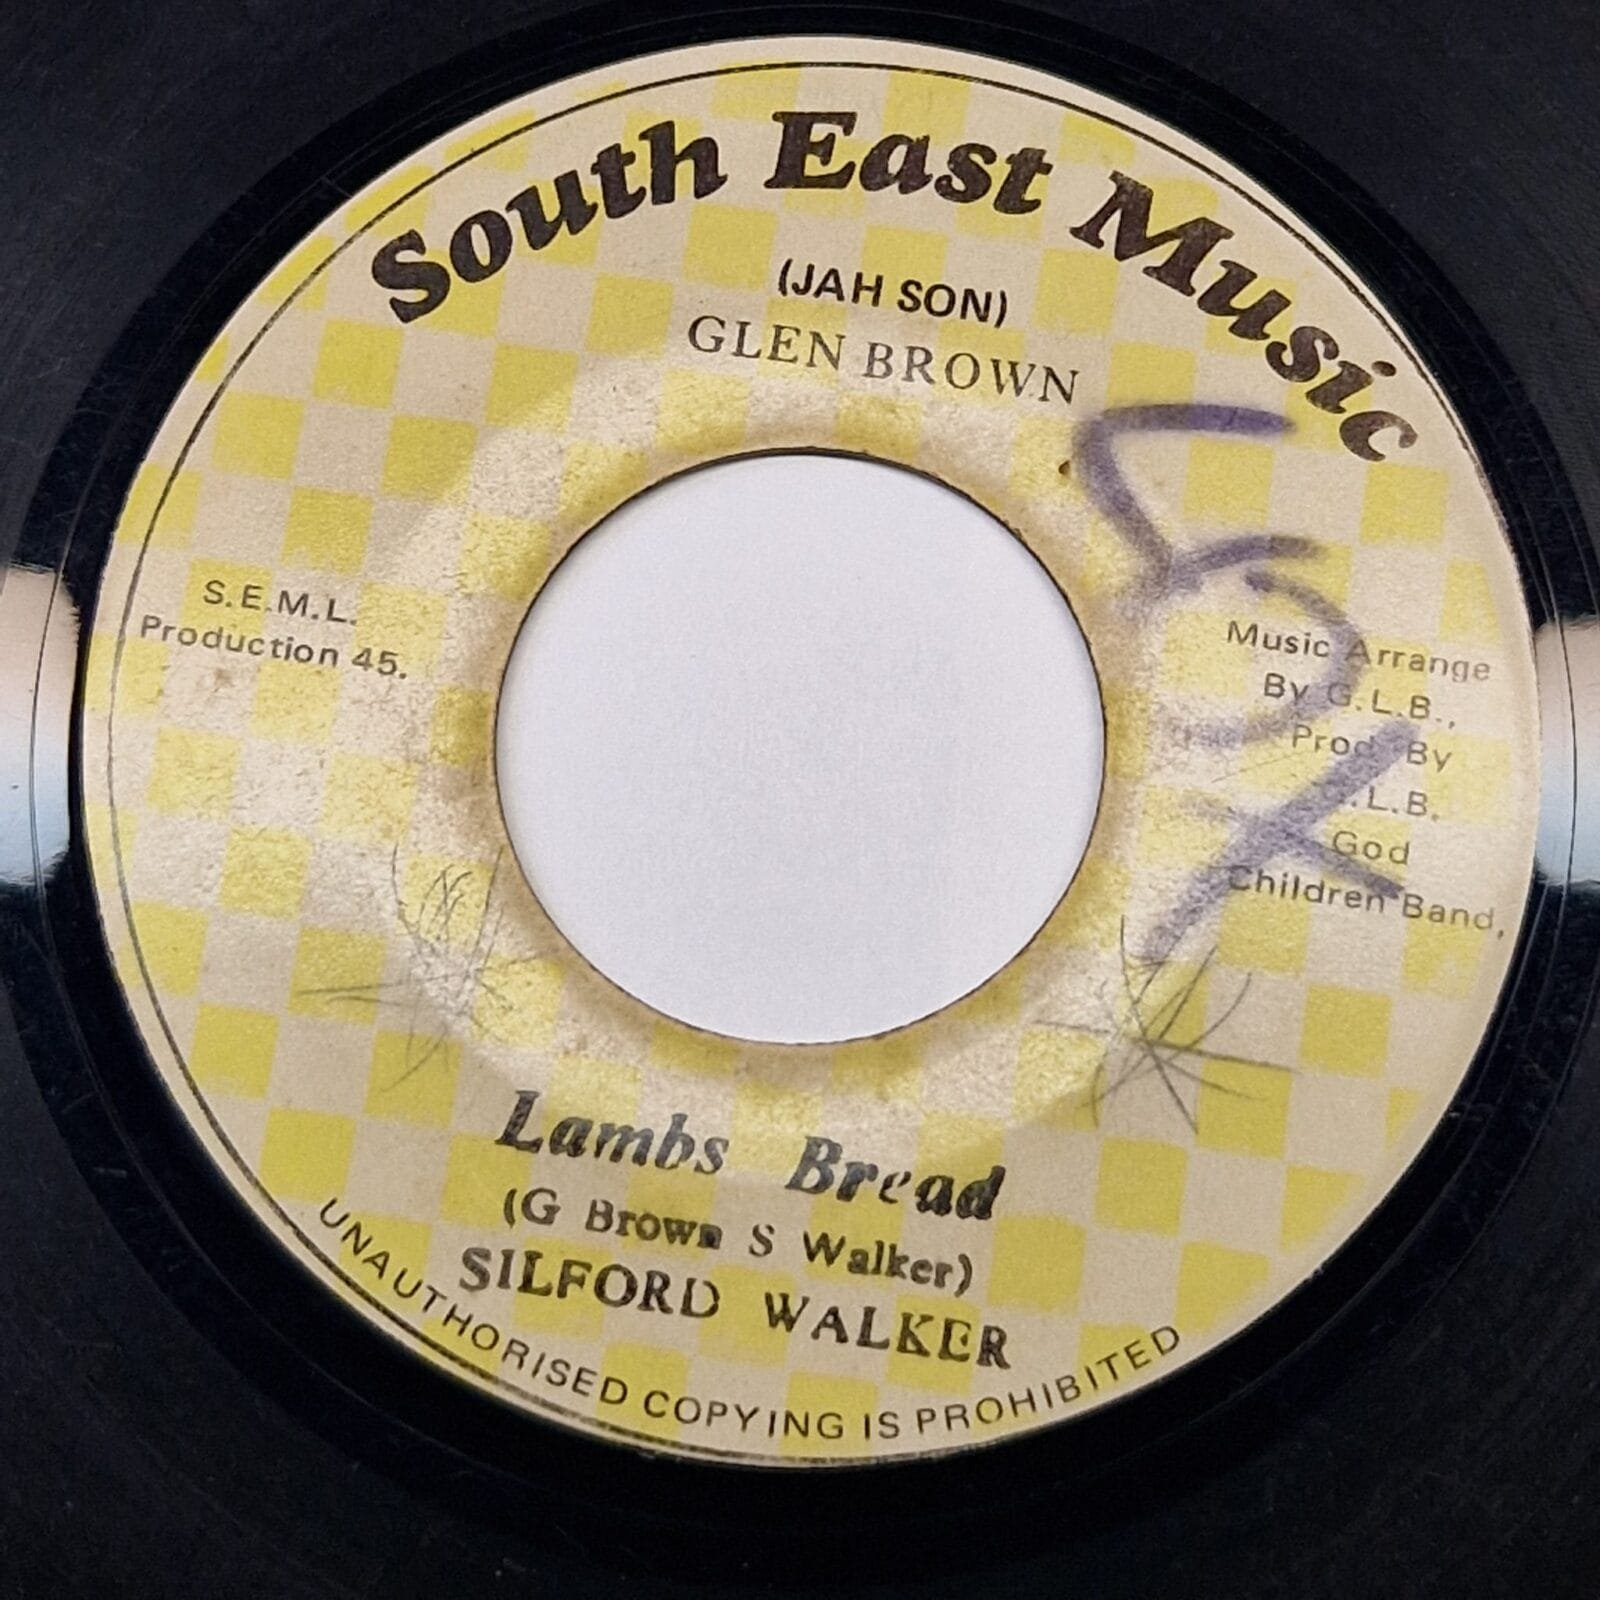 South East Music
(JAH SON)
GLEN BROWN
S.E.M.L.
Production 45.
Music Arrange
By G.L.B.,
Prod. By
.L.B.
God
Children Band,
Lambs Bread
(G Brown S Walker)
SILFORD WALKER
UNAUTHORISED COPYING IS PROHIBITED